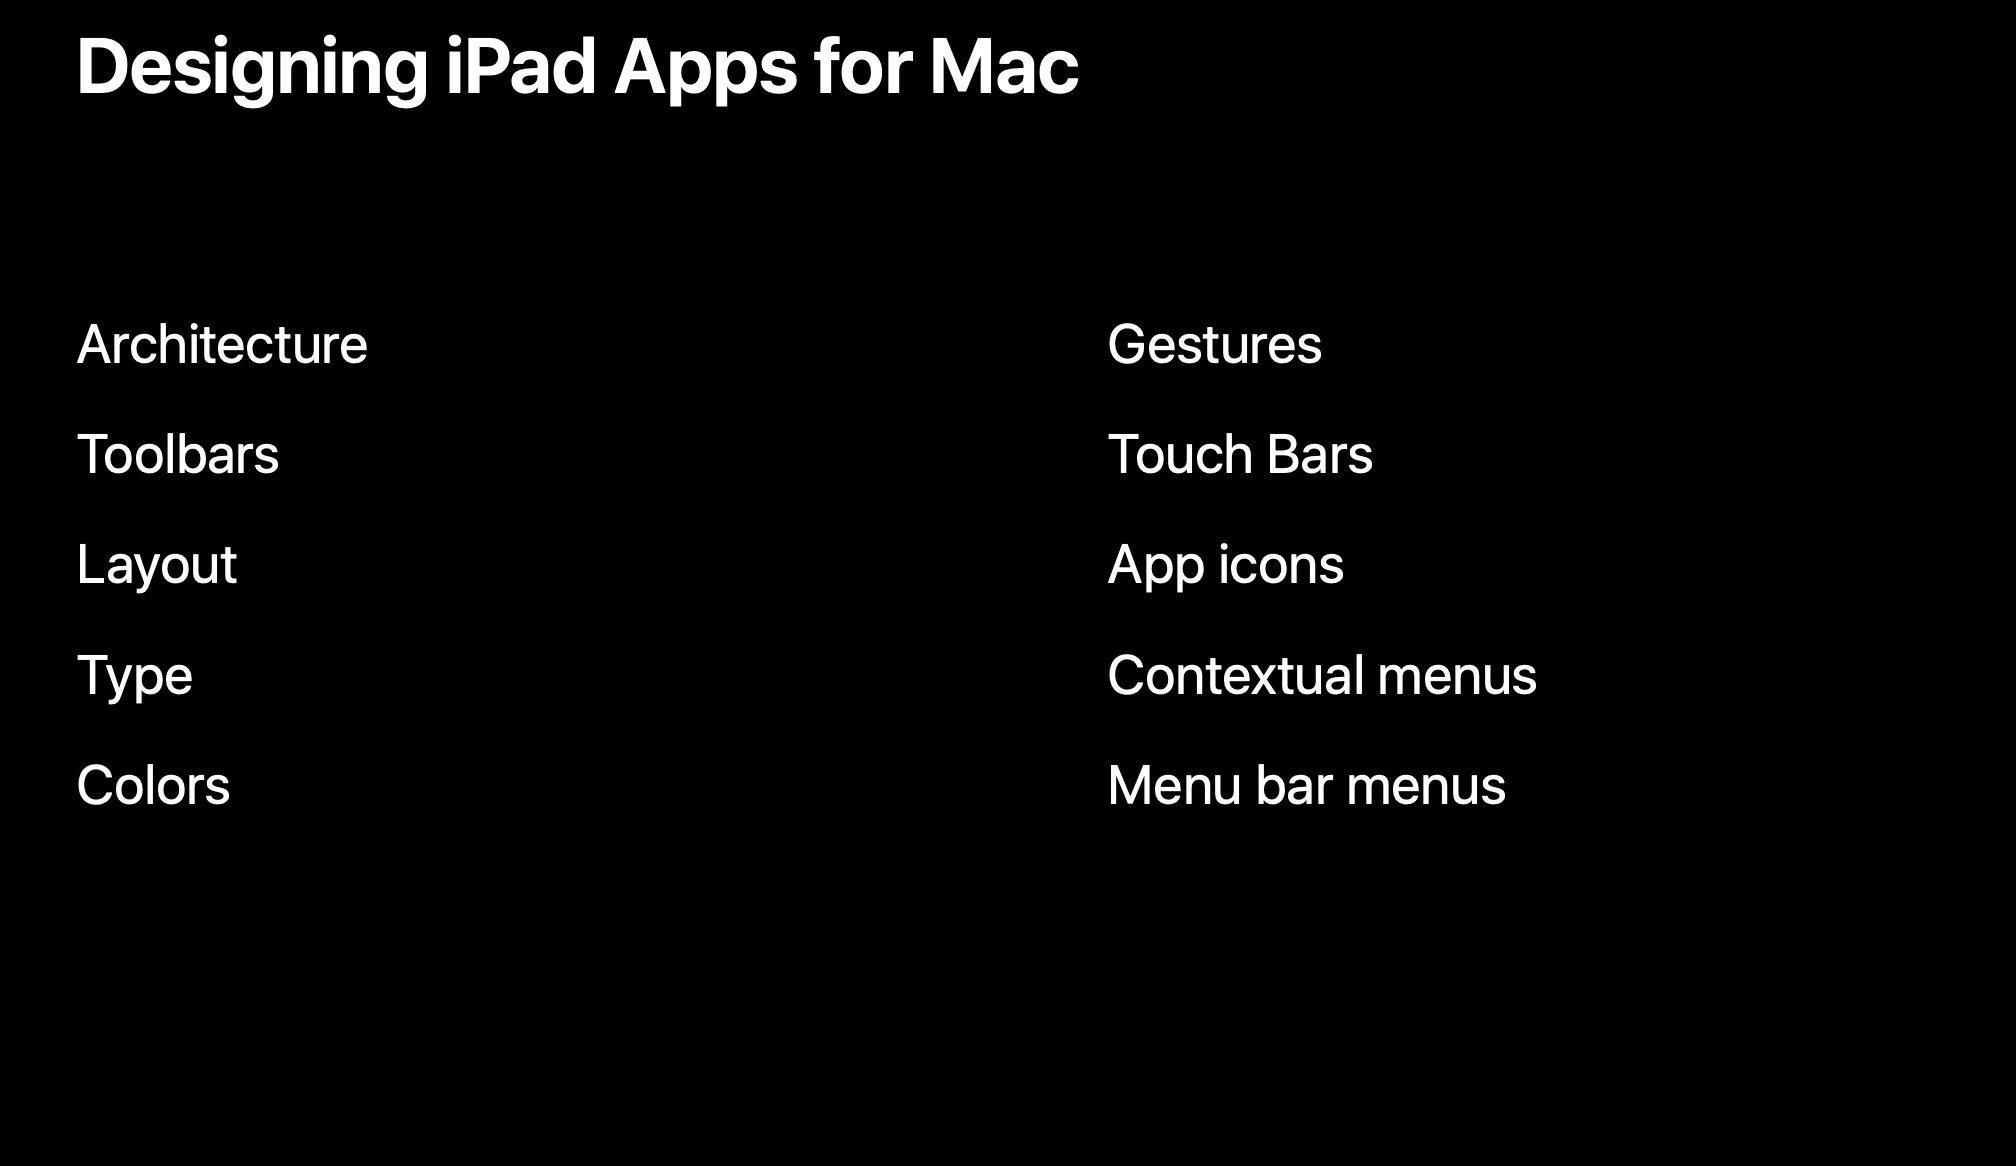 Designing iPad Apps for Mac
Architecture
Toolbars
Layout
Type
Colors
Gestures
Touch Bars
App icons
Contextual menus
Menu bar menus